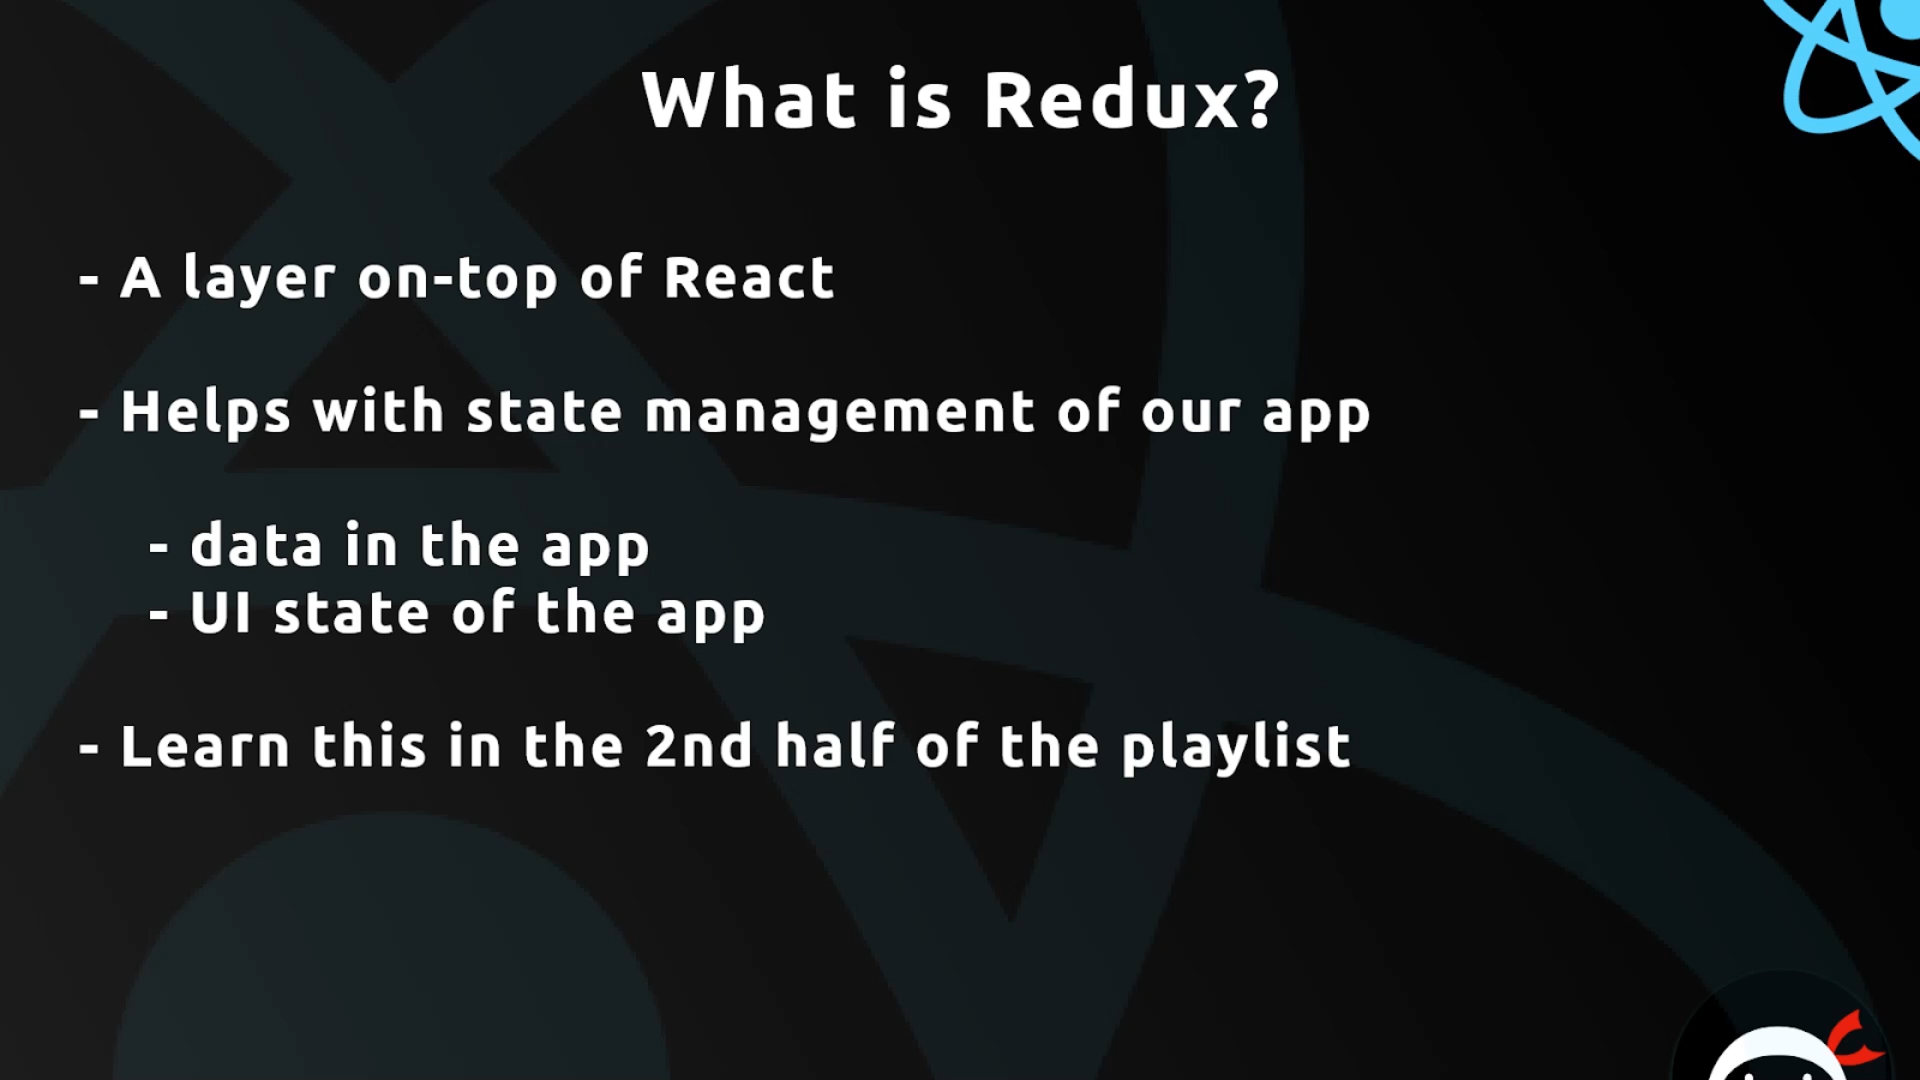 What is Redux?
- A layer on-top of React
- Helps with state management of our app
- data in the app
- UI state of the app
- Learn this in the 2nd half of the playlist